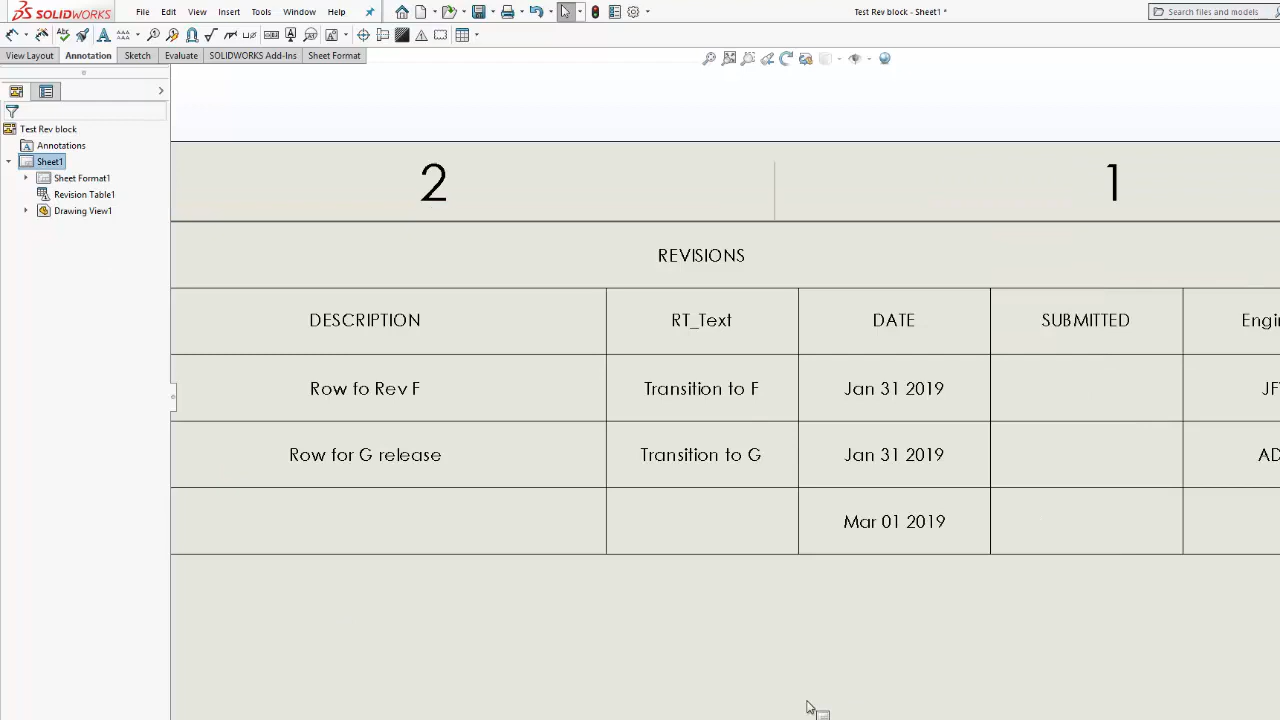 SOLIDWORKS File Edit View Insert Tools Window Help Test Rev block - Sheet1 * Search files and models
View Layout Annotation Sketch Evaluate SOLIDWORKS Add-Ins Sheet Format
Test Rev block
Annotations
Sheet1
Sheet Format1
Revision Table1
Drawing View1
2 1
REVISIONS
DESCRIPTION RT_Text DATE SUBMITTED Engi
Row fo Rev F Transition to F Jan 31 2019 JF
Row for G release Transition to G Jan 31 2019 AD
Mar 01 2019